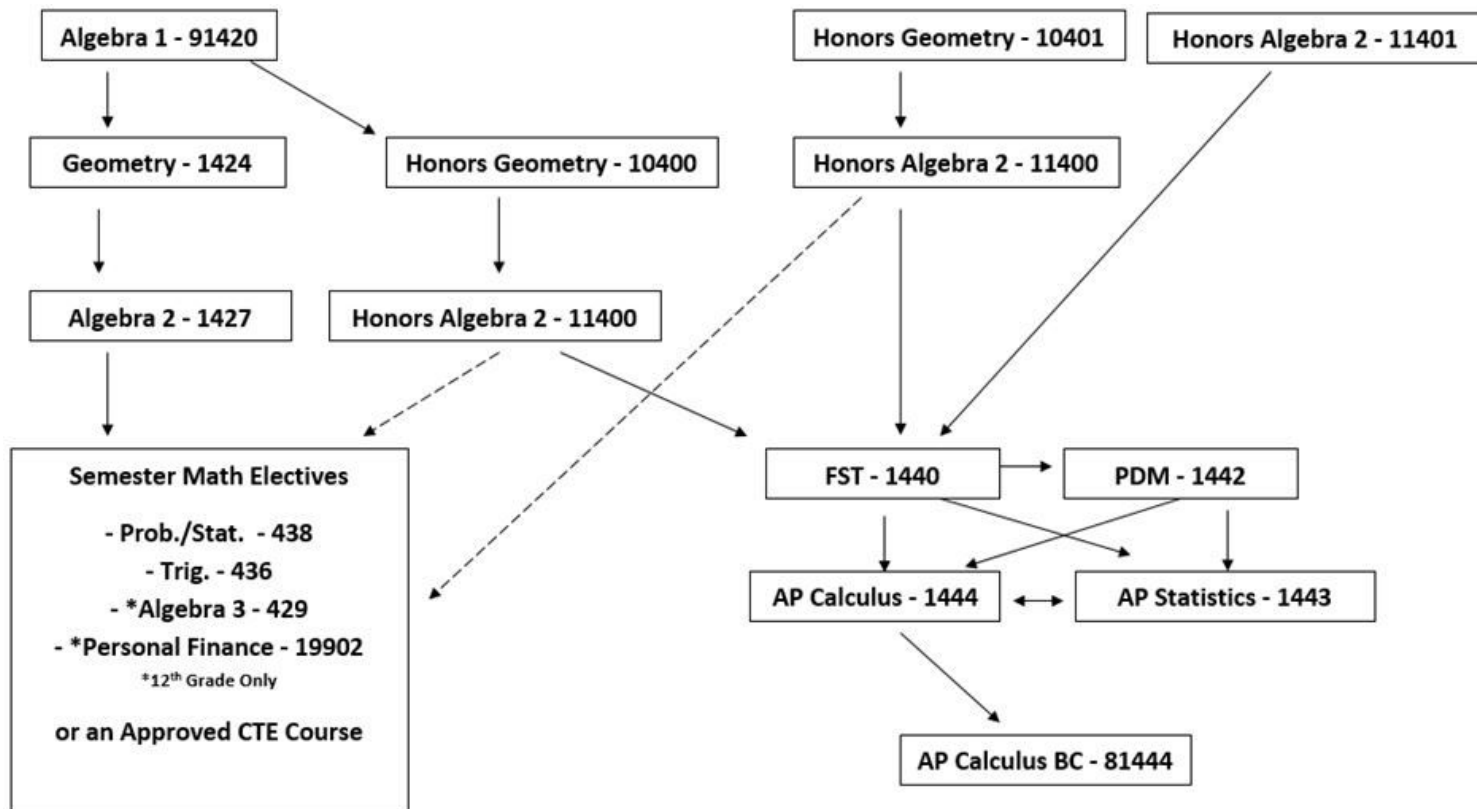 Algebra 1 - 91420
Honors Geometry - 10401
Honors Algebra 2 - 11401
Geometry - 1424
Honors Geometry - 10400
Honors Algebra 2 - 11400
Algebra 2 - 1427
Honors Algebra 2 - 11400
Semester Math Electives
- Prob./Stat. - 438
- Trig. - 436
- *Algebra 3 - 429
- *Personal Finance - 19902
*12th Grade Only
or an Approved CTE Course
FST - 1440
PDM - 1442
AP Calculus - 1444
AP Statistics - 1443
AP Calculus BC - 81444